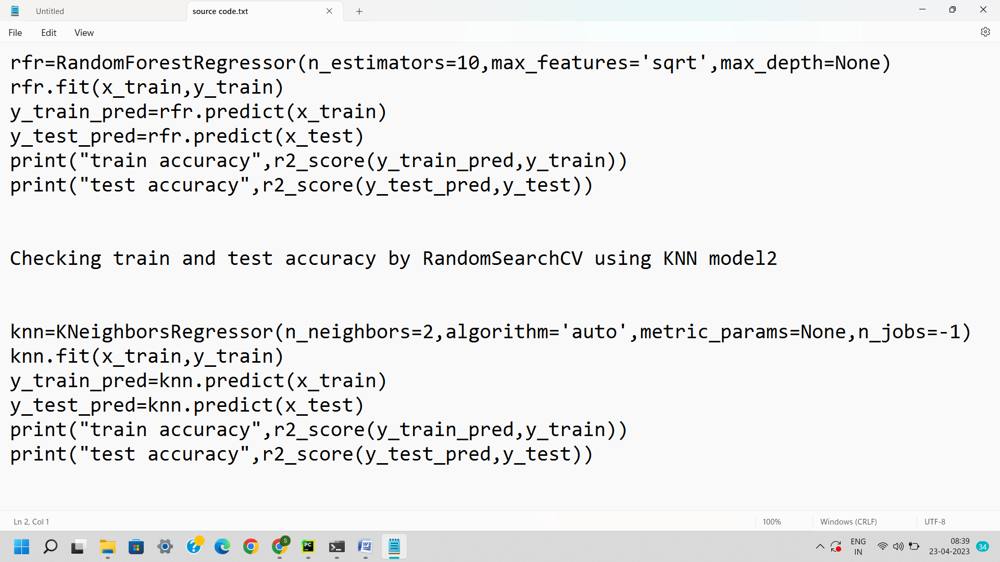 Untitled
source code.txt
File Edit View
rfr=RandomForestRegressor(n_estimators=10,max_features='sqrt',max_depth=None)
rfr.fit(x_train,y_train)
y_train_pred=rfr.predict(x_train)
y_test_pred=rfr.predict(x_test)
print("train accuracy",r2_score(y_train_pred,y_train))
print("test accuracy",r2_score(y_test_pred,y_test))
Checking train and test accuracy by RandomSearchCV using KNN model2
knn=KNeighborsRegressor(n_neighbors=2,algorithm='auto',metric_params=None,n_jobs=-1)
knn.fit(x_train,y_train)
y_train_pred=knn.predict(x_train)
y_test_pred=knn.predict(x_test)
print("train accuracy",r2_score(y_train_pred,y_train))
print("test accuracy",r2_score(y_test_pred,y_test))
Ln 2, Col 1
100%
Windows (CRLF)
UTF-8
S
PC
W
ENG
IN
08:39
23-04-2023
34